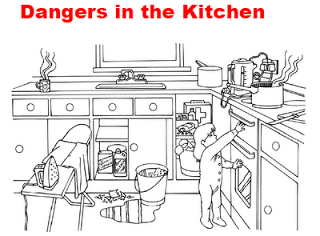 Dangers in the Kitchen